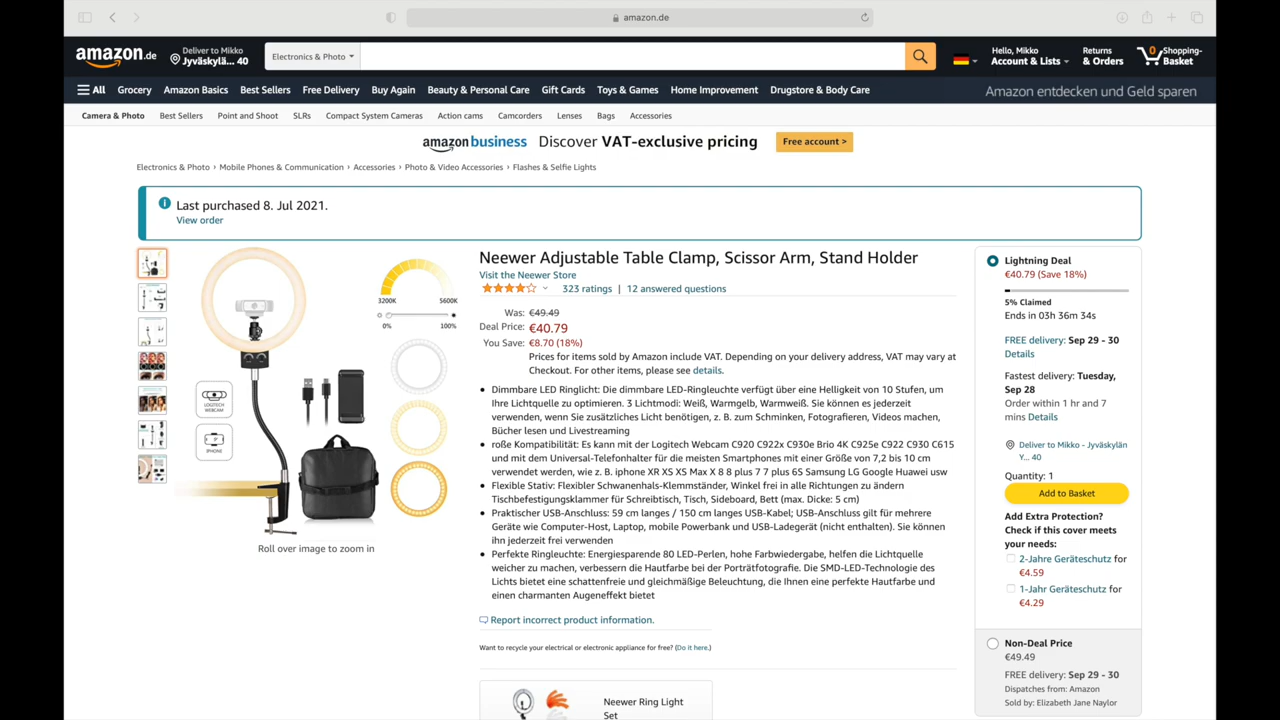 amazon.de
amazon.de
Deliver to Mikko
Jyväskylä... 40
Electronics & Photo
Hello, Mikko
Account & Lists
Returns
& Orders
0
Shopping-
Basket
All
Grocery
Amazon Basics
Best Sellers
Free Delivery
Buy Again
Beauty & Personal Care
Gift Cards
Toys & Games
Home Improvement
Drugstore & Body Care
Amazon entdecken und Geld sparen
Camera & Photo
Best Sellers
Point and Shoot
SLRs
Compact System Cameras
Action cams
Camcorders
Lenses
Bags
Accessories
amazon business Discover VAT-exclusive pricing
Free account >
Electronics & Photo › Mobile Phones & Communication › Accessories › Photo & Video Accessories › Flashes & Selfie Lights
Last purchased 8. Jul 2021.
View order
3200K
5600K
0%
100%
LOGITECH
WEBCAM
IPHONE
Roll over image to zoom in
Neewer Adjustable Table Clamp, Scissor Arm, Stand Holder
Visit the Neewer Store
323 ratings | 12 answered questions
Was: €49.49
Deal Price: €40.79
You Save: €8.70 (18%)
Prices for items sold by Amazon include VAT. Depending on your delivery address, VAT may vary at
Checkout. For other items, please see details.
• Dimmbare LED Ringlicht: Die dimmbare LED-Ringleuchte verfügt über eine Helligkeit von 10 Stufen, um
Ihre Lichtquelle zu optimieren. 3 Lichtmodi: Weiß, Warmgelb, Warmweiß. Sie können es jederzeit
verwenden, wenn Sie zusätzliches Licht benötigen, z. B. zum Schminken, Fotografieren, Videos machen,
Bücher lesen und Livestreaming
• roße Kompatibilität: Es kann mit der Logitech Webcam C920 C922x C930e Brio 4K C925e C922 C930 C615
und mit dem Universal-Telefonhalter für die meisten Smartphones mit einer Größe von 7,2 bis 10 cm
verwendet werden, wie z. B. iphone XR XS XS Max X 8 8 plus 7 7 plus 6S Samsung LG Google Huawei usw
• Flexible Stativ: Flexibler Schwanenhals-Klemmständer, Winkel frei in alle Richtungen zu ändern
Tischbefestigungsklammer für Schreibtisch, Tisch, Sideboard, Bett (max. Dicke: 5 cm)
• Praktischer USB-Anschluss: 59 cm langes / 150 cm langes USB-Kabel; USB-Anschluss gilt für mehrere
Geräte wie Computer-Host, Laptop, mobile Powerbank und USB-Ladegerät (nicht enthalten). Sie können
ihn jederzeit frei verwenden
• Perfekte Ringleuchte: Energiesparende 80 LED-Perlen, hohe Farbwiedergabe, helfen die Lichtquelle
weicher zu machen, verbessern die Hautfarbe bei der Porträtfotografie. Die SMD-LED-Technologie des
Lichts bietet eine schattenfreie und gleichmäßige Beleuchtung, die Ihnen eine perfekte Hautfarbe und
einen charmanten Augeneffekt bietet
Report incorrect product information.
Want to recycle your electrical or electronic appliance for free? (Do it here.)
Neewer Ring Light
Set
Lightning Deal
€40.79 (Save 18%)
5% Claimed
Ends in 03h 36m 34s
FREE delivery: Sep 29 - 30
Details
Fastest delivery: Tuesday,
Sep 28
Order within 1 hr and 7
mins Details
Deliver to Mikko - Jyväskylän
Y... 40
Quantity: 1
Add to Basket
Add Extra Protection?
Check if this cover meets
your needs:
2-Jahre Geräteschutz for
€4.59
1-Jahr Geräteschutz for
€4.29
Non-Deal Price
€49.49
FREE delivery: Sep 29 - 30
Dispatches from: Amazon
Sold by: Elizabeth Jane Naylor